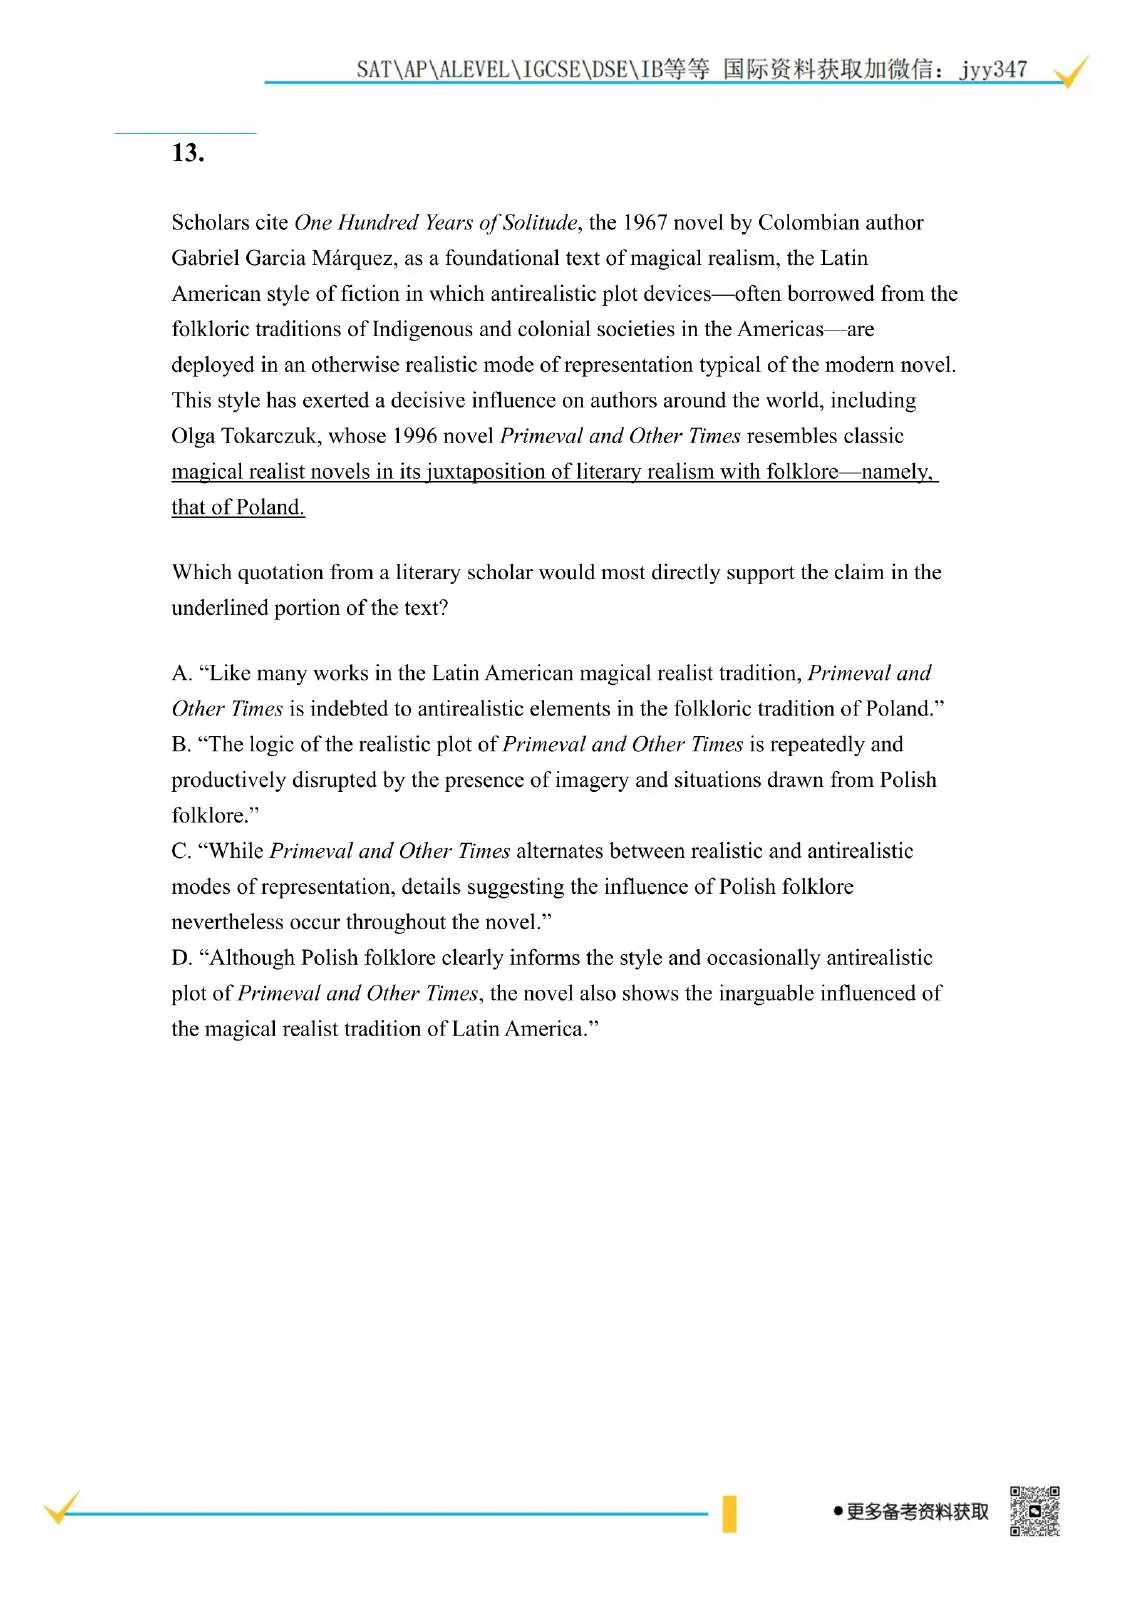 SAT\AP\ALEVEL\IGCSE\DSE\IB等等 国际资料获取加微信：jyy347
13.
Scholars cite One Hundred Years of Solitude, the 1967 novel by Colombian author
Gabriel Garcia Márquez, as a foundational text of magical realism, the Latin
American style of fiction in which antirealistic plot devices—often borrowed from the
folkloric traditions of Indigenous and colonial societies in the Americas—are
deployed in an otherwise realistic mode of representation typical of the modern novel.
This style has exerted a decisive influence on authors around the world, including
Olga Tokarczuk, whose 1996 novel Primeval and Other Times resembles classic
magical realist novels in its juxtaposition of literary realism with folklore—namely,
that of Poland.
Which quotation from a literary scholar would most directly support the claim in the
underlined portion of the text?
A. “Like many works in the Latin American magical realist tradition, Primeval and
Other Times is indebted to antirealistic elements in the folkloric tradition of Poland.”
B. “The logic of the realistic plot of Primeval and Other Times is repeatedly and
productively disrupted by the presence of imagery and situations drawn from Polish
folklore.”
C. “While Primeval and Other Times alternates between realistic and antirealistic
modes of representation, details suggesting the influence of Polish folklore
nevertheless occur throughout the novel.”
D. “Although Polish folklore clearly informs the style and occasionally antirealistic
plot of Primeval and Other Times, the novel also shows the inarguable influenced of
the magical realist tradition of Latin America.”
●更多备考资料获取